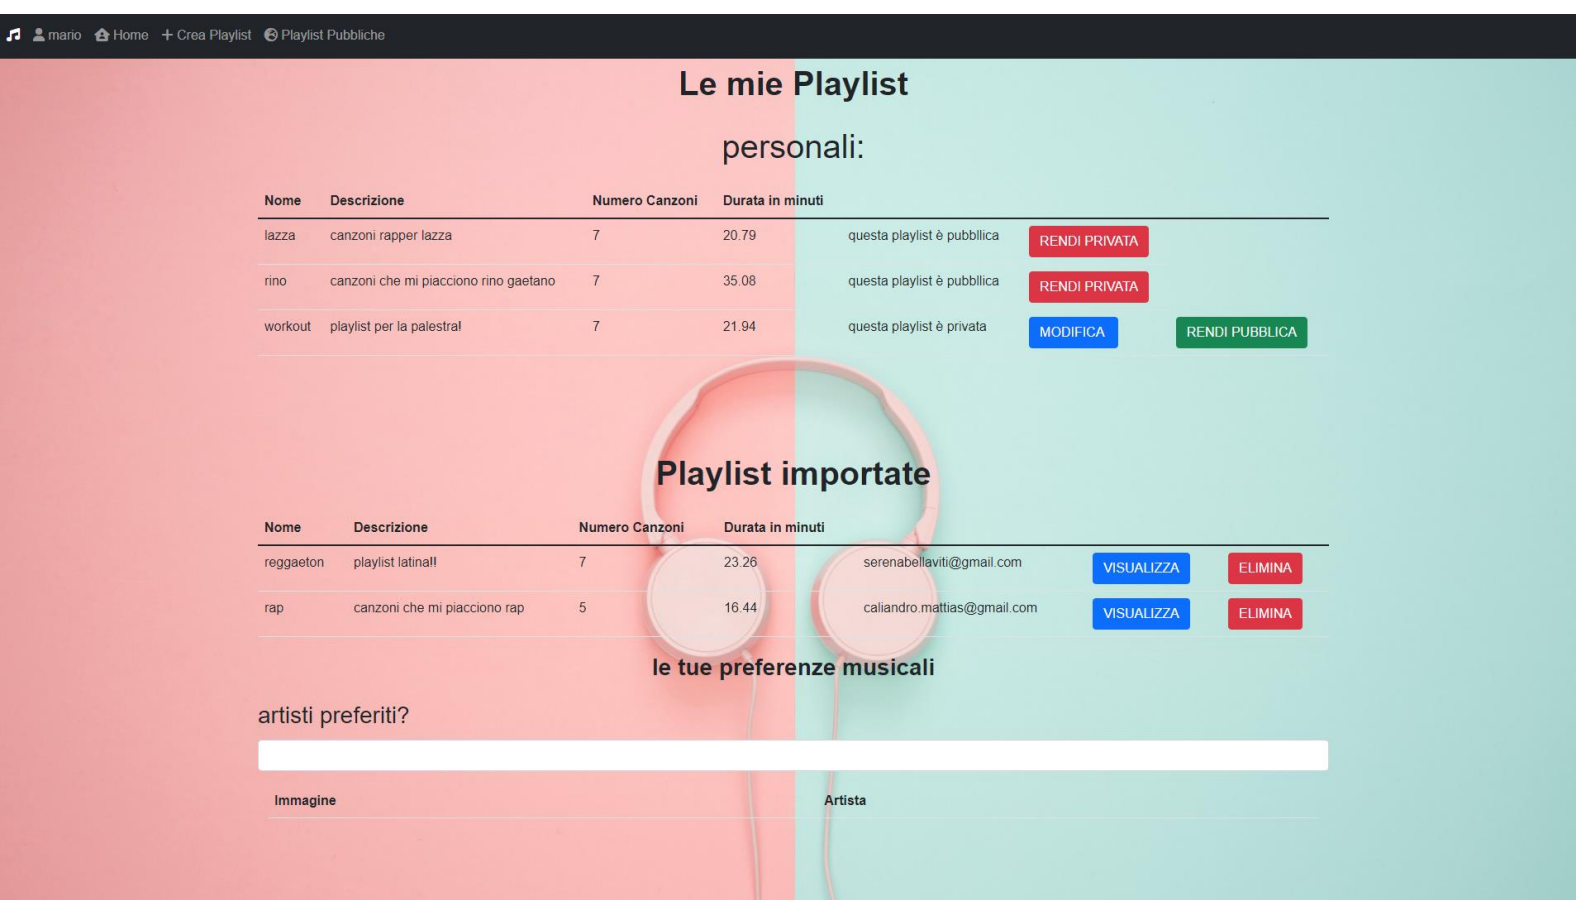 mario Home + Crea Playlist Playlist Pubbliche
Le mie Playlist
personali:
Nome Descrizione Numero Canzoni Durata in minuti
lazza canzoni rapper lazza 7 20.79 questa playlist è pubbllica RENDI PRIVATA
rino canzoni che mi piacciono rino gaetano 7 35.08 questa playlist è pubbllica RENDI PRIVATA
workout playlist per la palestra! 7 21.94 questa playlist è privata MODIFICA RENDI PUBBLICA
Playlist importate
Nome Descrizione Numero Canzoni Durata in minuti
reggaeton playlist latina!! 7 23.26 serenabellaviti@gmail.com VISUALIZZA ELIMINA
rap canzoni che mi piacciono rap 5 16.44 caliandro.mattias@gmail.com VISUALIZZA ELIMINA
le tue preferenze musicali
artisti preferiti?
Immagine Artista